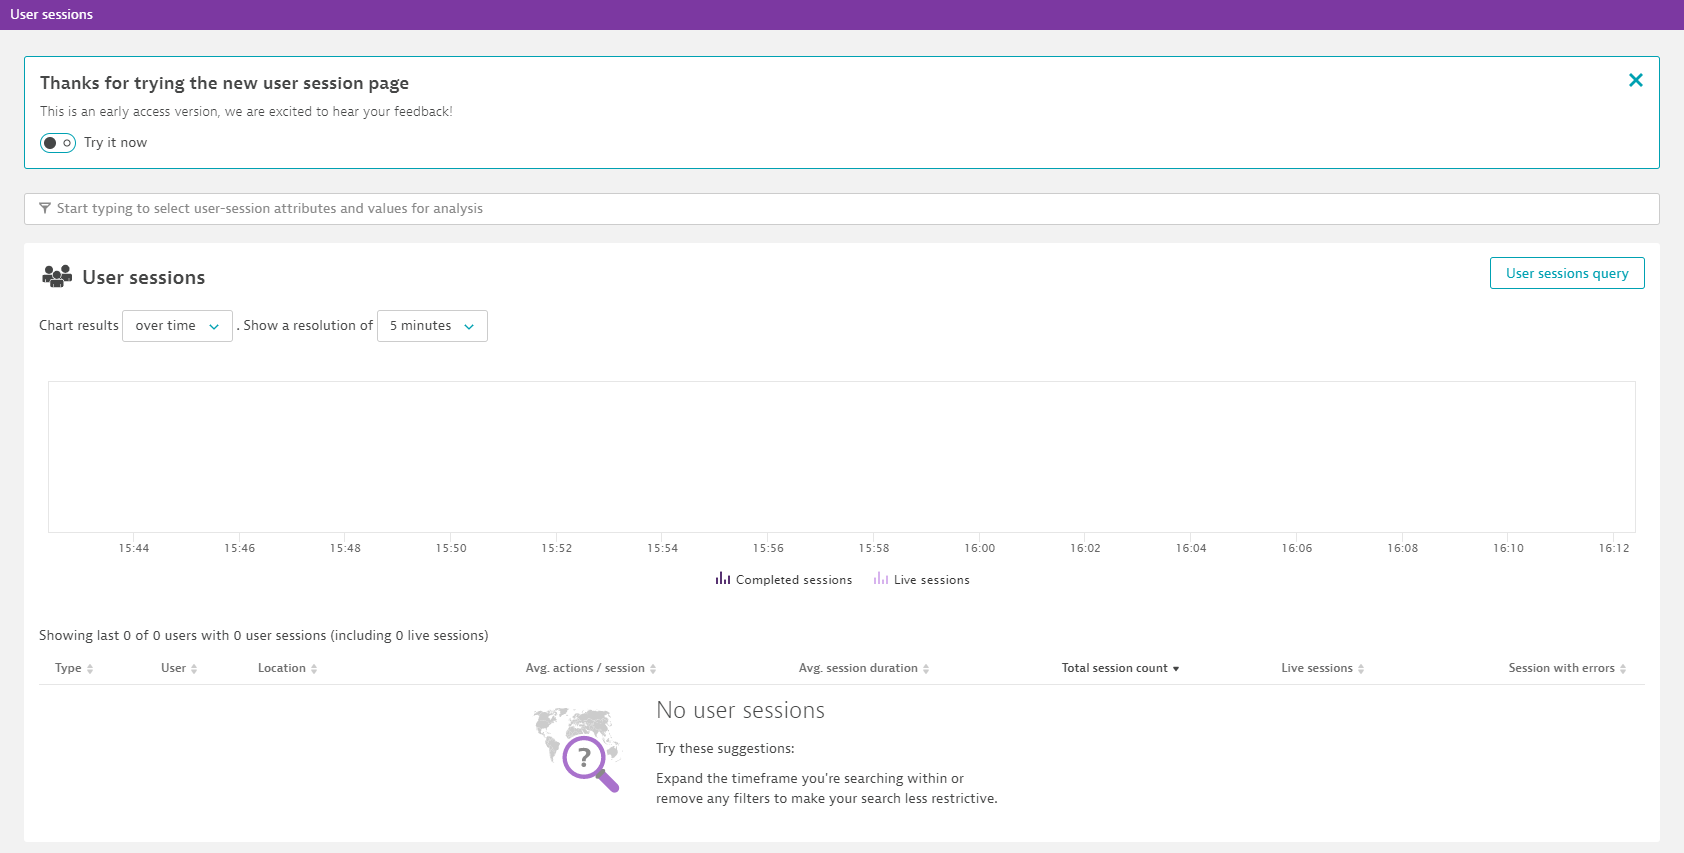 User sessions
Thanks for trying the new user session page
This is an early access version, we are excited to hear your feedback!
Try it now
Start typing to select user-session attributes and values for analysis
User sessions
User sessions query
Chart results over time . Show a resolution of 5 minutes
15:44 15:46 15:48 15:50 15:52 15:54 15:56 15:58 16:00 16:02 16:04 16:06 16:08 16:10 16:12
Completed sessions Live sessions
Showing last 0 of 0 users with 0 user sessions (including 0 live sessions)
Type User Location Avg. actions / session Avg. session duration Total session count Live sessions Session with errors
?
No user sessions
Try these suggestions:
Expand the timeframe you're searching within or
remove any filters to make your search less restrictive.